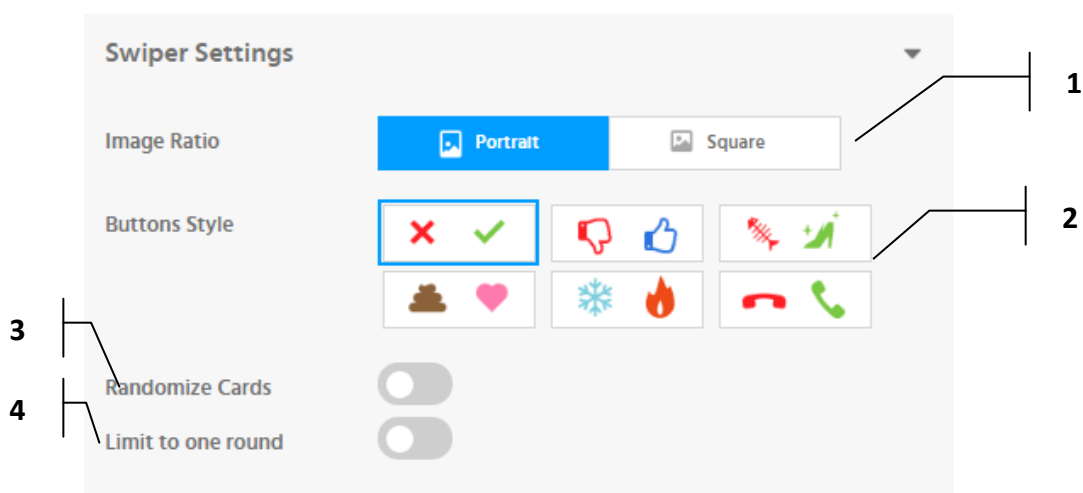 Swiper Settings
1
Image Ratio
Portrait
Square
Buttons Style
2
3
Randomize Cards
4
Limit to one round